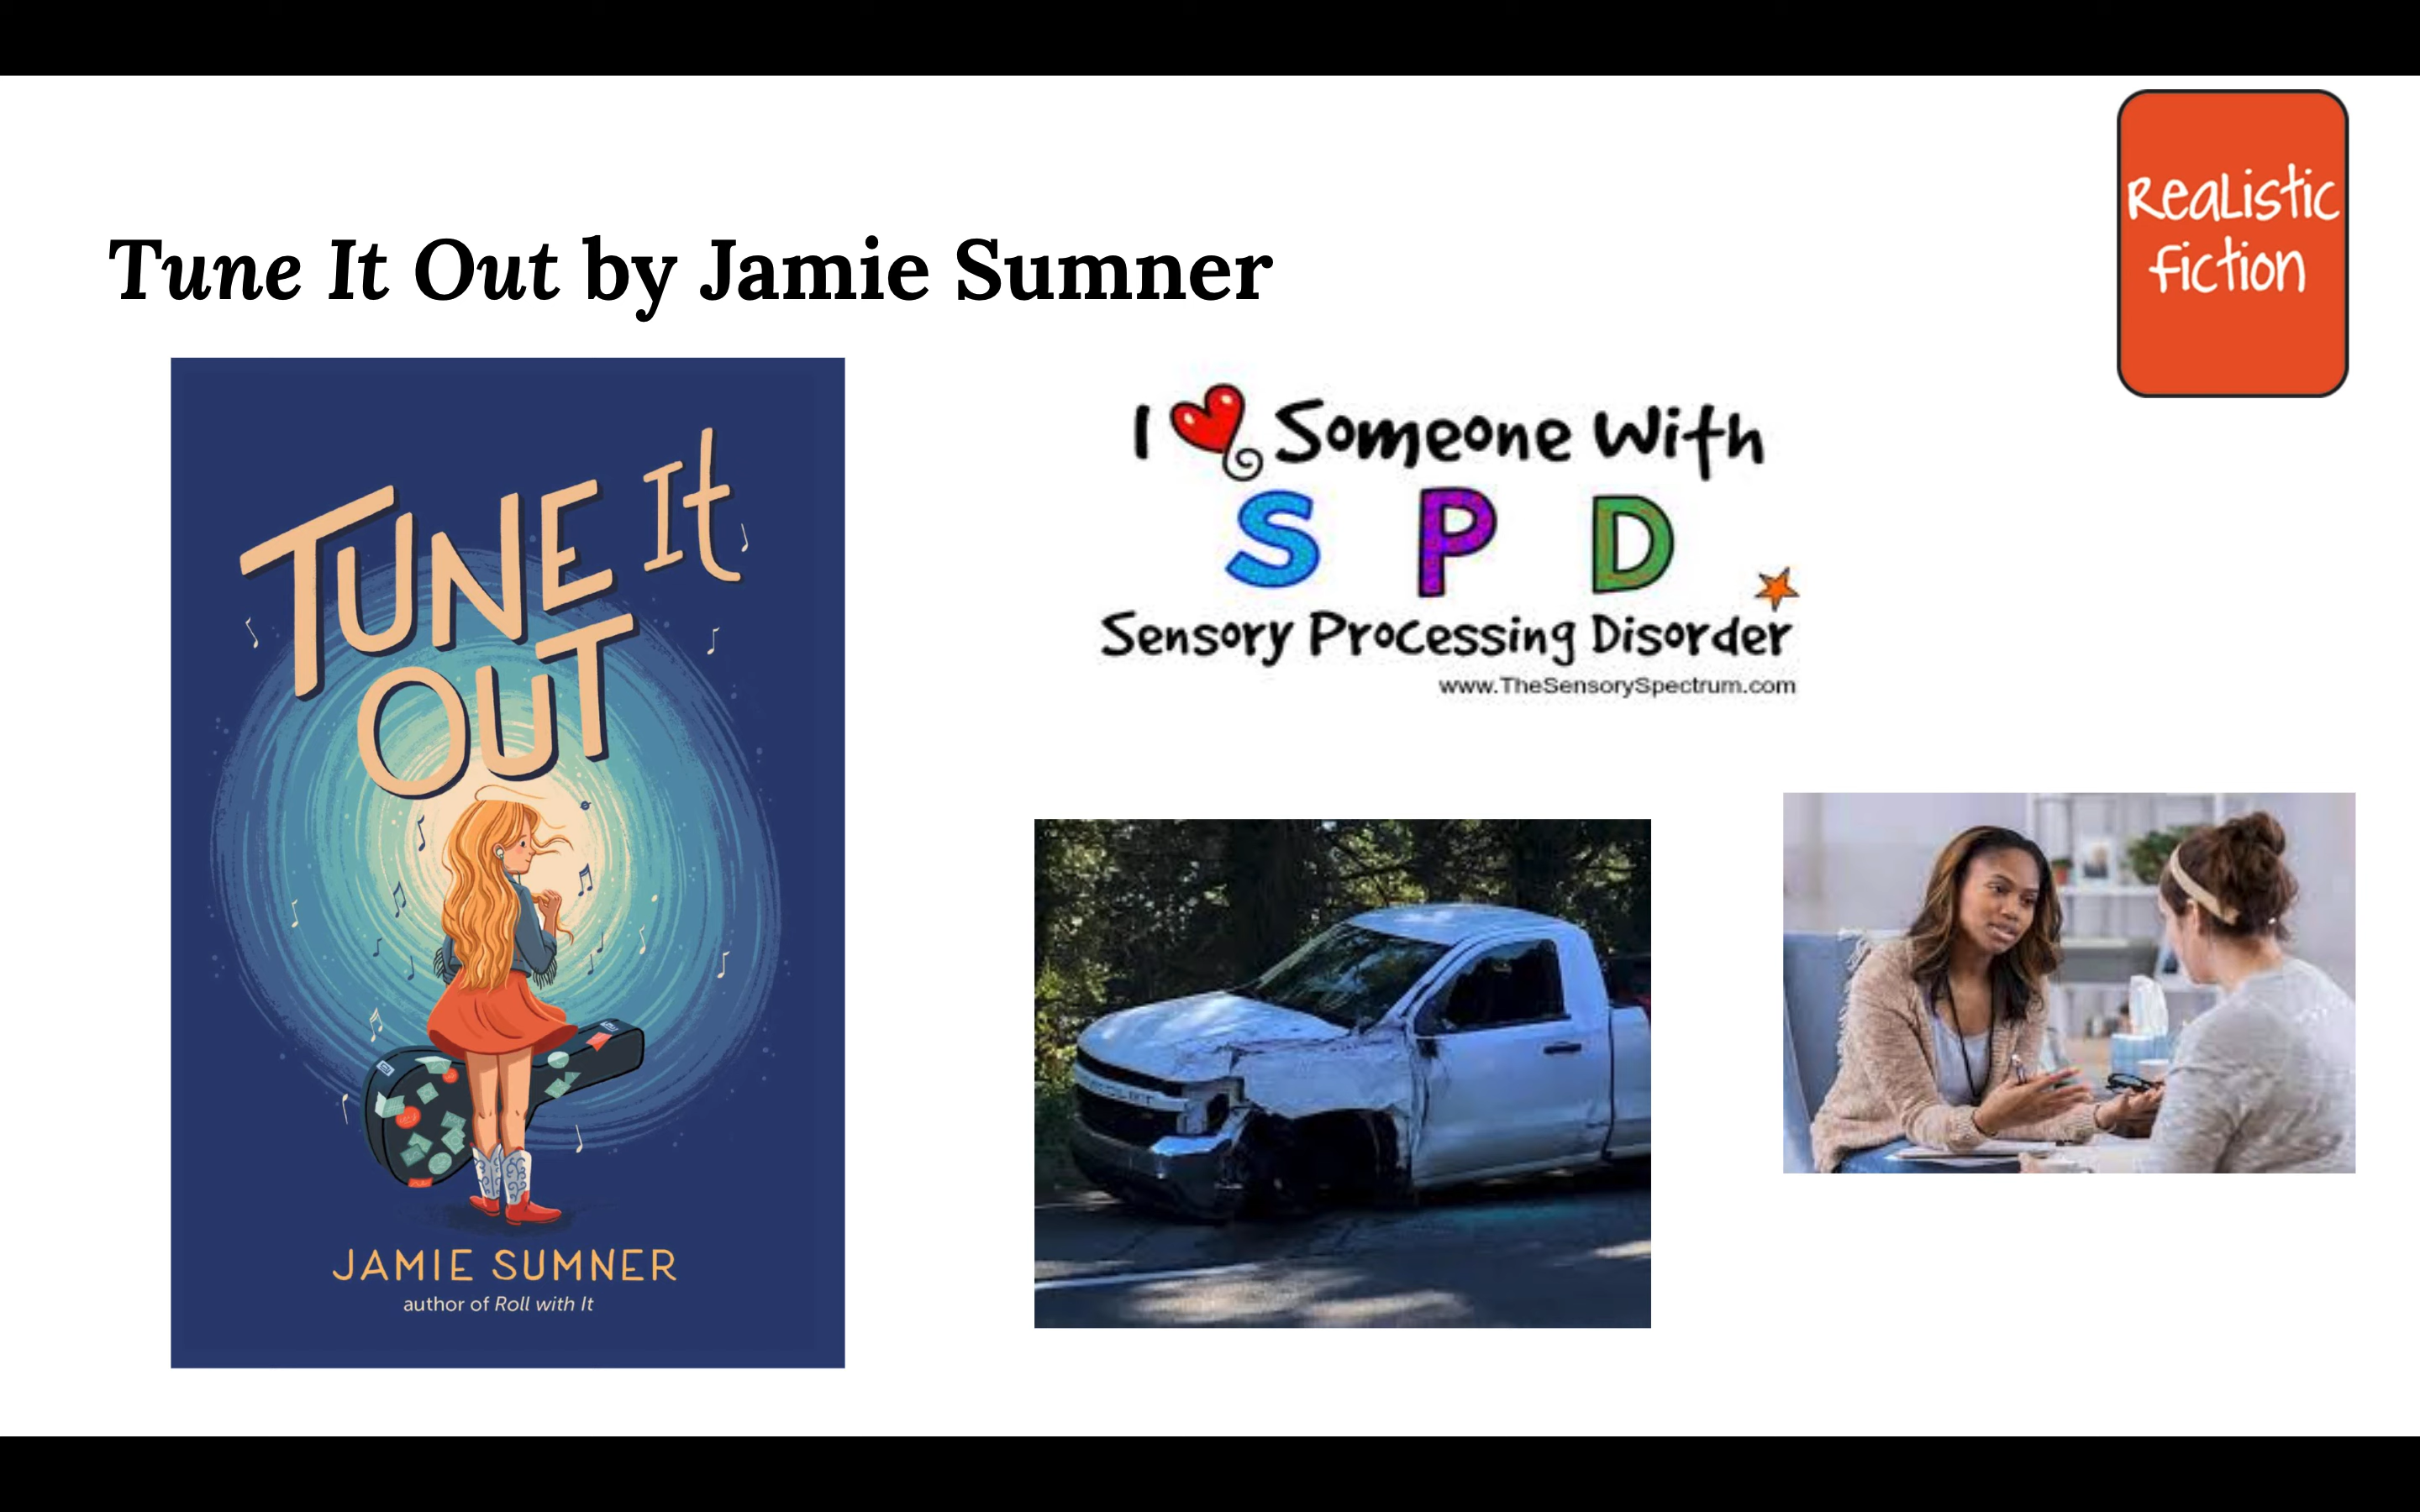 Realistic
fiction
Tune It Out by Jamie Sumner
TUNE It
OUT
JAMIE SUMNER
author of Roll with It
I Someone With
S P D
Sensory Processing Disorder
www.TheSensorySpectrum.com